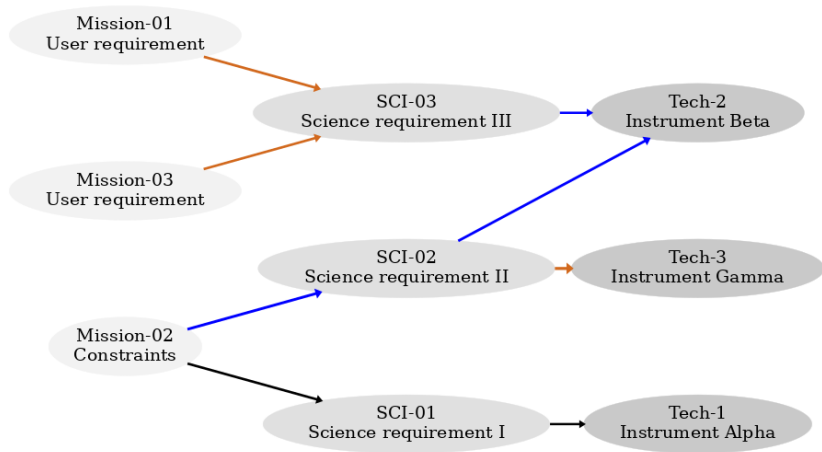 Mission-01
User requirement
SCI-03
Science requirement III
Tech-2
Instrument Beta
Mission-03
User requirement
SCI-02
Science requirement II
Tech-3
Instrument Gamma
Mission-02
Constraints
SCI-01
Science requirement I
Tech-1
Instrument Alpha